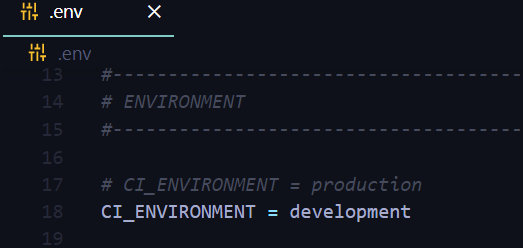 .env
.env
13 #---------------------------------------
14 # ENVIRONMENT
15 #---------------------------------------
16
17 # CI_ENVIRONMENT = production
18 CI_ENVIRONMENT = development
19